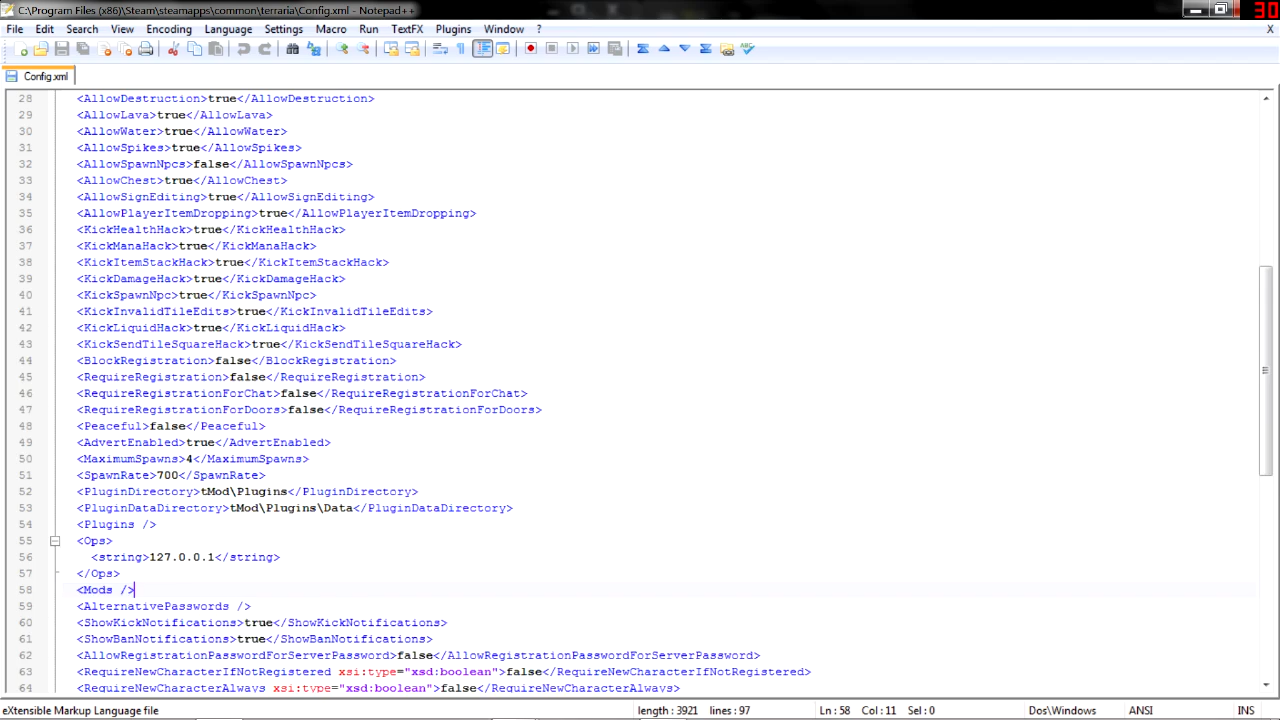 C:\Program Files (x86)\Steam\steamapps\common\terraria\Config.xml - Notepad++
30
File Edit Search View Encoding Language Settings Macro Run TextFX Plugins Window ? X
Config.xml
28 <AllowDestruction>true</AllowDestruction>
29 <AllowLava>true</AllowLava>
30 <AllowWater>true</AllowWater>
31 <AllowSpikes>true</AllowSpikes>
32 <AllowSpawnNpcs>false</AllowSpawnNpcs>
33 <AllowChest>true</AllowChest>
34 <AllowSignEditing>true</AllowSignEditing>
35 <AllowPlayerItemDropping>true</AllowPlayerItemDropping>
36 <KickHealthHack>true</KickHealthHack>
37 <KickManaHack>true</KickManaHack>
38 <KickItemStackHack>true</KickItemStackHack>
39 <KickDamageHack>true</KickDamageHack>
40 <KickSpawnNpc>true</KickSpawnNpc>
41 <KickInvalidTileEdits>true</KickInvalidTileEdits>
42 <KickLiquidHack>true</KickLiquidHack>
43 <KickSendTileSquareHack>true</KickSendTileSquareHack>
44 <BlockRegistration>false</BlockRegistration>
45 <RequireRegistration>false</RequireRegistration>
46 <RequireRegistrationForChat>false</RequireRegistrationForChat>
47 <RequireRegistrationForDoors>false</RequireRegistrationForDoors>
48 <Peaceful>false</Peaceful>
49 <AdvertEnabled>true</AdvertEnabled>
50 <MaximumSpawns>4</MaximumSpawns>
51 <SpawnRate>700</SpawnRate>
52 <PluginDirectory>tMod\Plugins</PluginDirectory>
53 <PluginDataDirectory>tMod\Plugins\Data</PluginDataDirectory>
54 <Plugins />
55 <Ops>
56 <string>127.0.0.1</string>
57 </Ops>
58 <Mods />
59 <AlternativePasswords />
60 <ShowKickNotifications>true</ShowKickNotifications>
61 <ShowBanNotifications>true</ShowBanNotifications>
62 <AllowRegistrationPasswordForServerPassword>false</AllowRegistrationPasswordForServerPassword>
63 <RequireNewCharacterIfNotRegistered xsi:type="xsd:boolean">false</RequireNewCharacterIfNotRegistered>
64 <RequireNewCharacterAlways xsi:type="xsd:boolean">false</RequireNewCharacterAlways>
eXtensible Markup Language file length : 3921 lines : 97 Ln : 58 Col : 11 Sel : 0 Dos\Windows ANSI INS